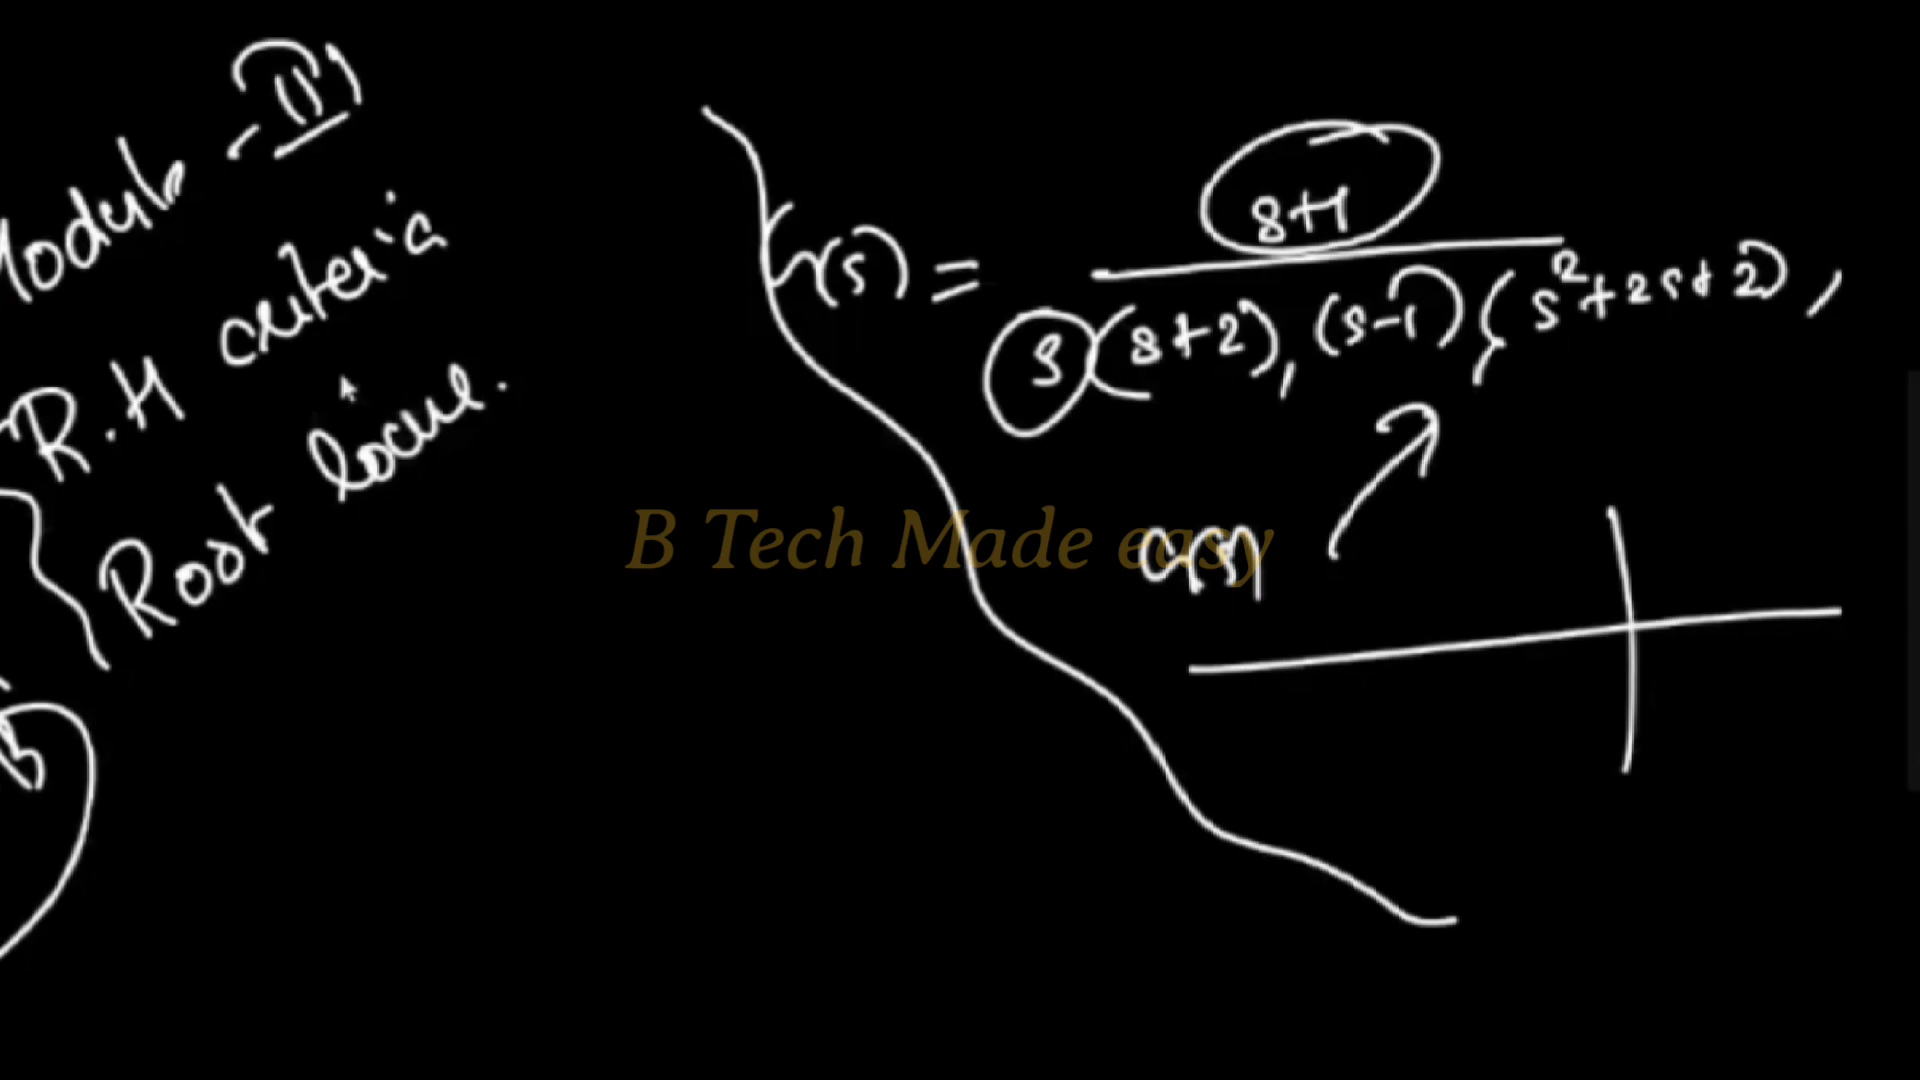 Module - III
R.H criteria
Root locus.
G(s) =
s+1
s (s+2), (s-1) (s²+2s+2),
B Tech Made easy
G(s)